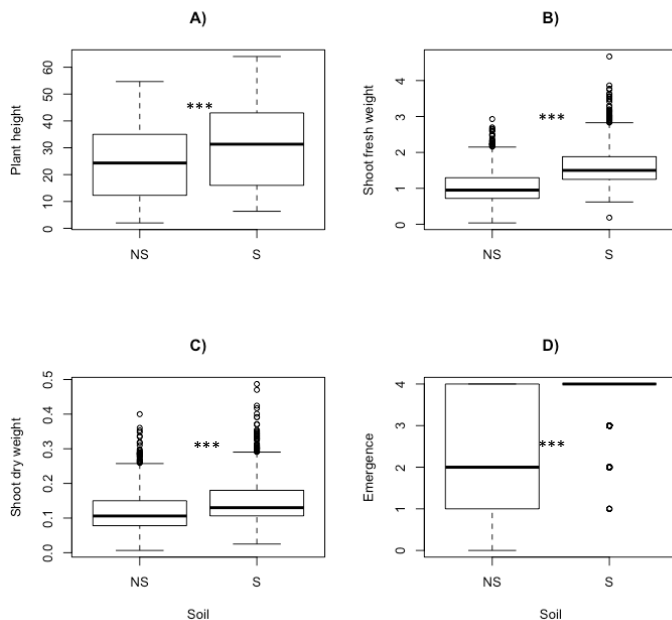 A)
Plant height
60
50
40
30
20
10
0
***
NS
S
B)
Shoot fresh weight
4
3
2
1
0
***
NS
S
C)
Shoot dry weight
0.5
0.4
0.3
0.2
0.1
0.0
***
NS
S
Soil
D)
Emergence
4
3
2
1
0
***
NS
S
Soil